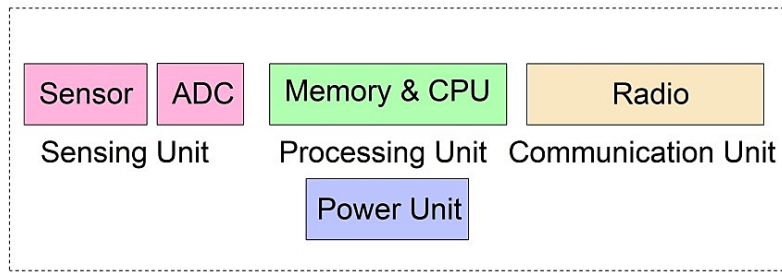 Sensor ADC Memory & CPU Radio
Sensing Unit Processing Unit Communication Unit
Power Unit